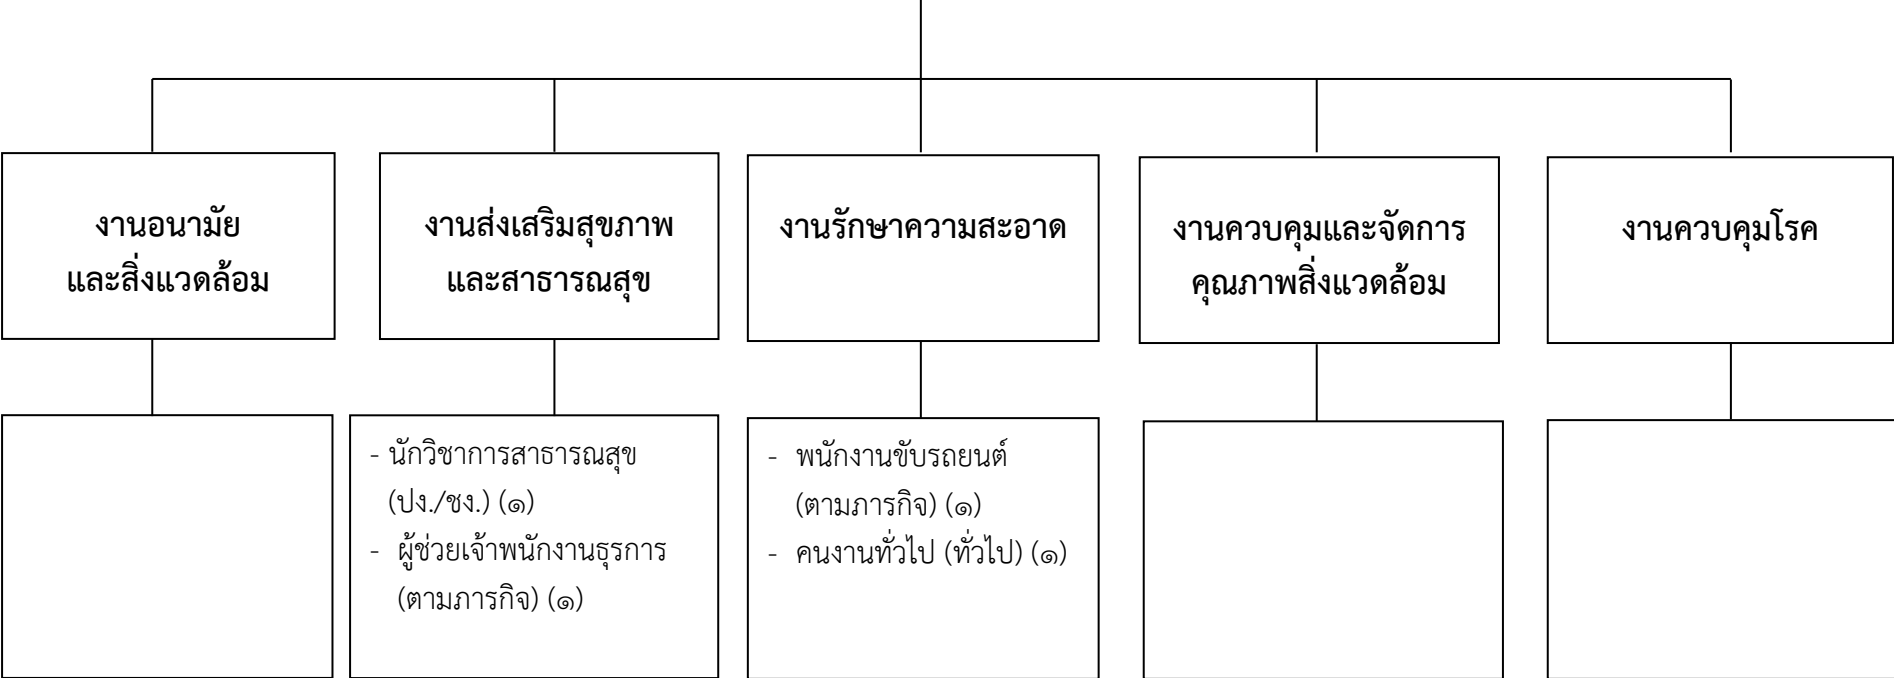 งานอนามัย
และสิ่งแวดล้อม
งานส่งเสริมสุขภาพ
และสาธารณสุข
งานรักษาความสะอาด
งานควบคุมและจัดการ
คุณภาพสิ่งแวดล้อม
งานควบคุมโรค
- นักวิชาการสาธารณสุข
(ปง./ชง.) (๑)
- ผู้ช่วยเจ้าพนักงานธุรการ
(ตามภารกิจ) (๑)
- พนักงานขับรถยนต์
(ตามภารกิจ) (๑)
- คนงานทั่วไป (ทั่วไป) (๑)